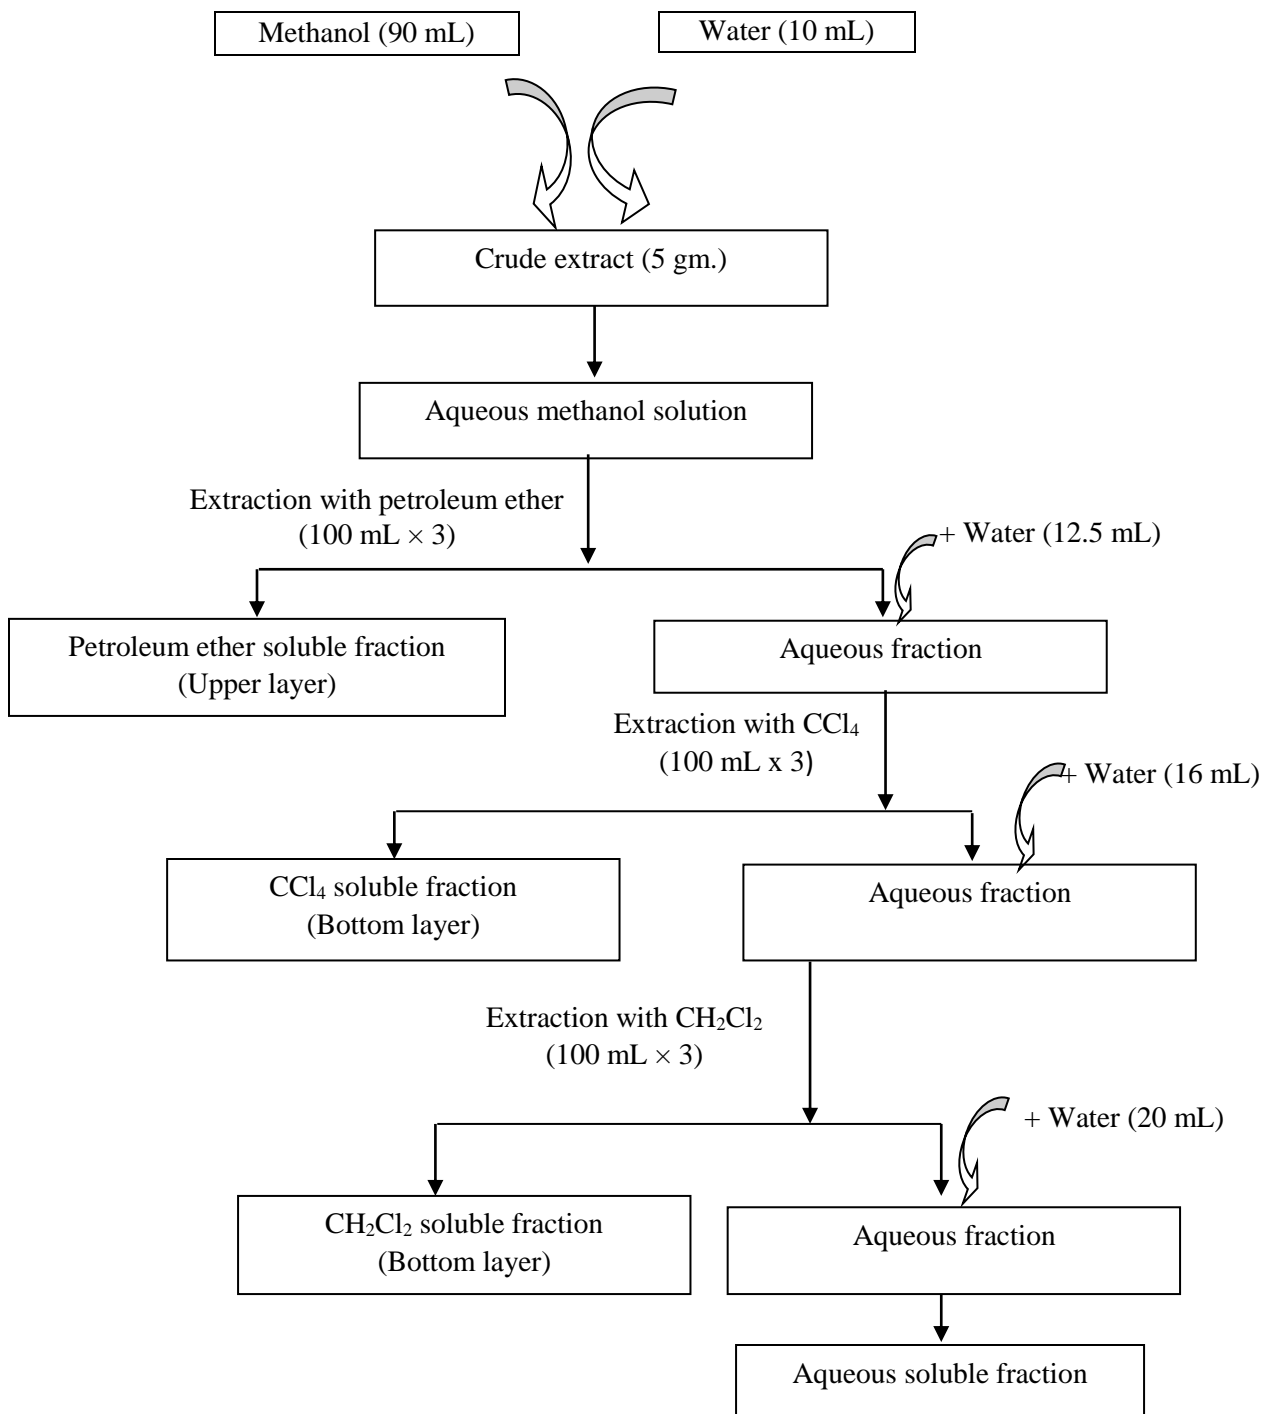 Methanol (90 mL)
Water (10 mL)
Crude extract (5 gm.)
Aqueous methanol solution
Extraction with petroleum ether
(100 mL × 3)
+ Water (12.5 mL)
Petroleum ether soluble fraction
(Upper layer)
Aqueous fraction
Extraction with CCl₄
(100 mL x 3)
+ Water (16 mL)
CCl₄ soluble fraction
(Bottom layer)
Aqueous fraction
Extraction with CH₂Cl₂
(100 mL × 3)
+ Water (20 mL)
CH₂Cl₂ soluble fraction
(Bottom layer)
Aqueous fraction
Aqueous soluble fraction